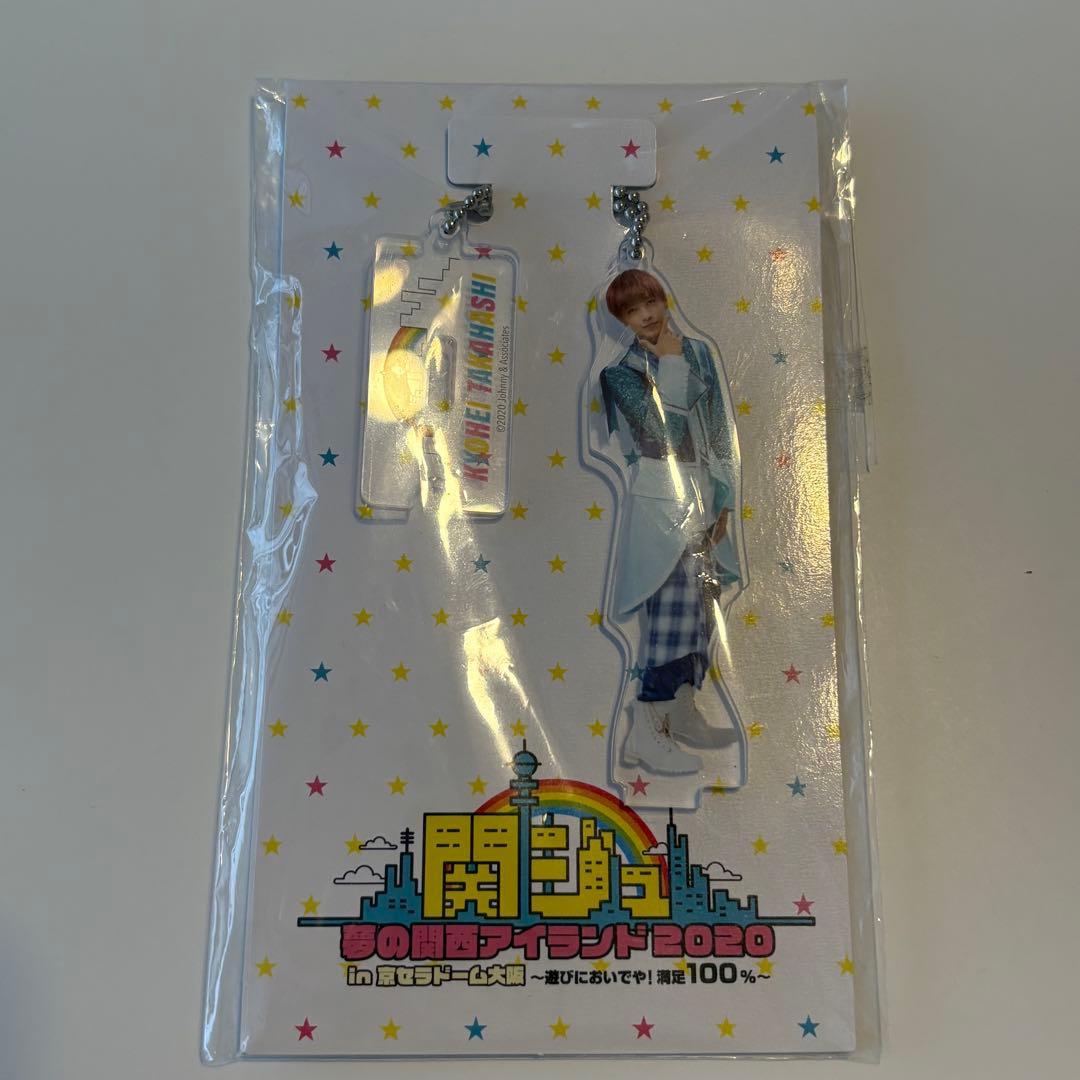 KYOHEI TAKAHASHI
©2020 Johnny & Associates
関ジュ
夢の関西アイランド2020
in 京セラドーム大阪 ～遊びにおいでや!満足100%～